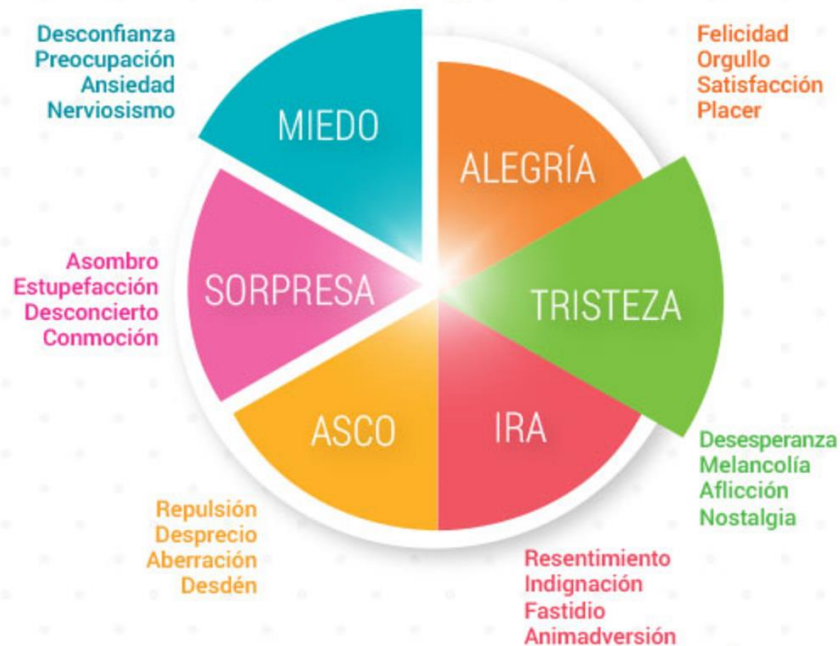 Desconfianza
Preocupación
Ansiedad
Nerviosismo
MIEDO
Felicidad
Orgullo
Satisfacción
Placer
ALEGRÍA
Asombro
Estupefacción
Desconcierto
Conmoción
SORPRESA
TRISTEZA
Desesperanza
Melancolía
Aflicción
Nostalgia
ASCO
Repulsión
Desprecio
Aberración
Desdén
IRA
Resentimiento
Indignación
Fastidio
Animadversión